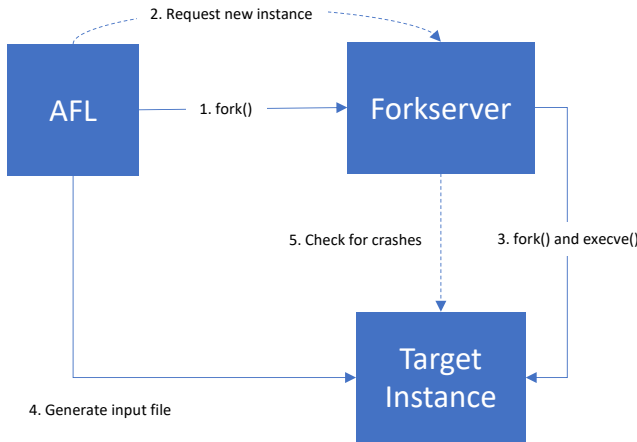 2. Request new instance
AFL
1. fork()
Forkserver
5. Check for crashes
3. fork() and execve()
Target
Instance
4. Generate input file